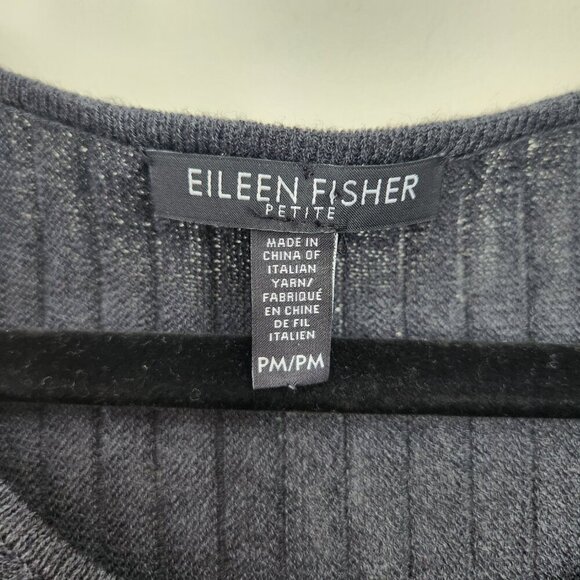 EILEEN FISHER
PETITE
MADE IN
CHINA OF
ITALIAN
YARN/
FABRIQUÉ
EN CHINE
DE FIL
ITALIEN
PM/PM